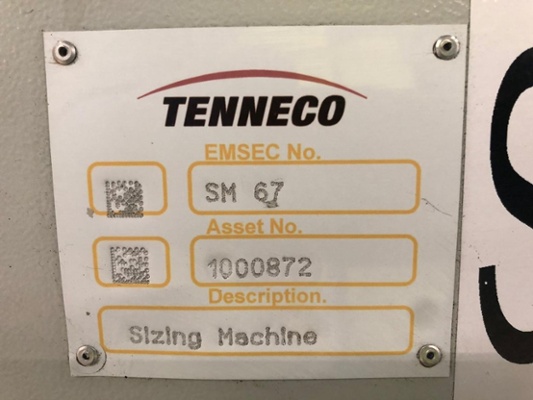 TENNECO
EMSEC No.
SM 67
Asset No.
1000872
Description.
Sizing Machine
S